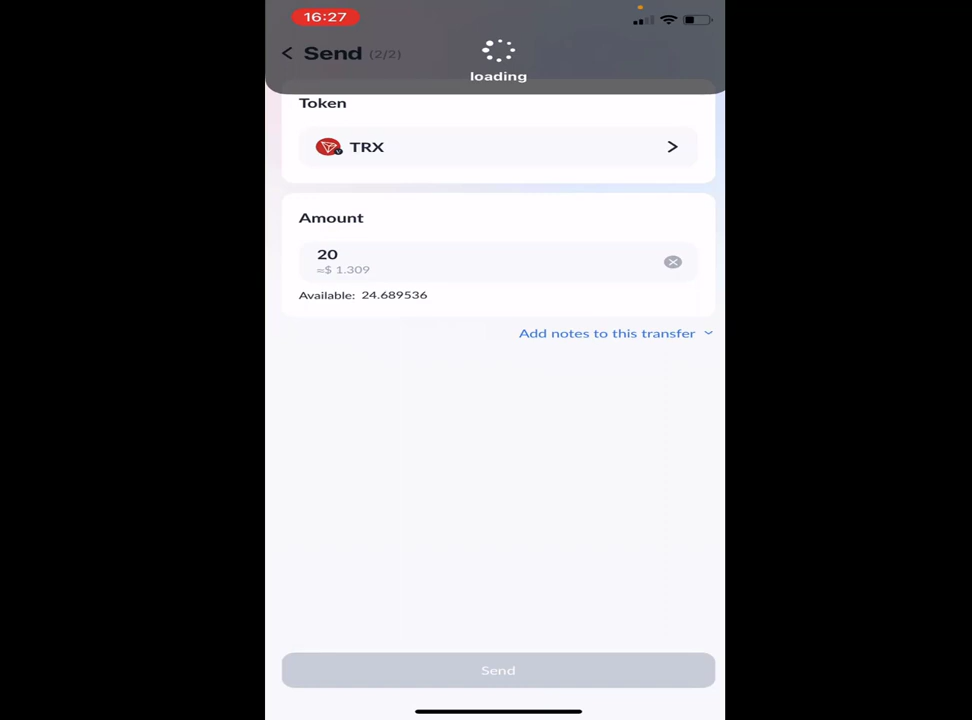 16:27
Send (2/2)
loading
Token
TRX
Amount
20
≈$ 1.309
Available: 24.689536
Add notes to this transfer
Send